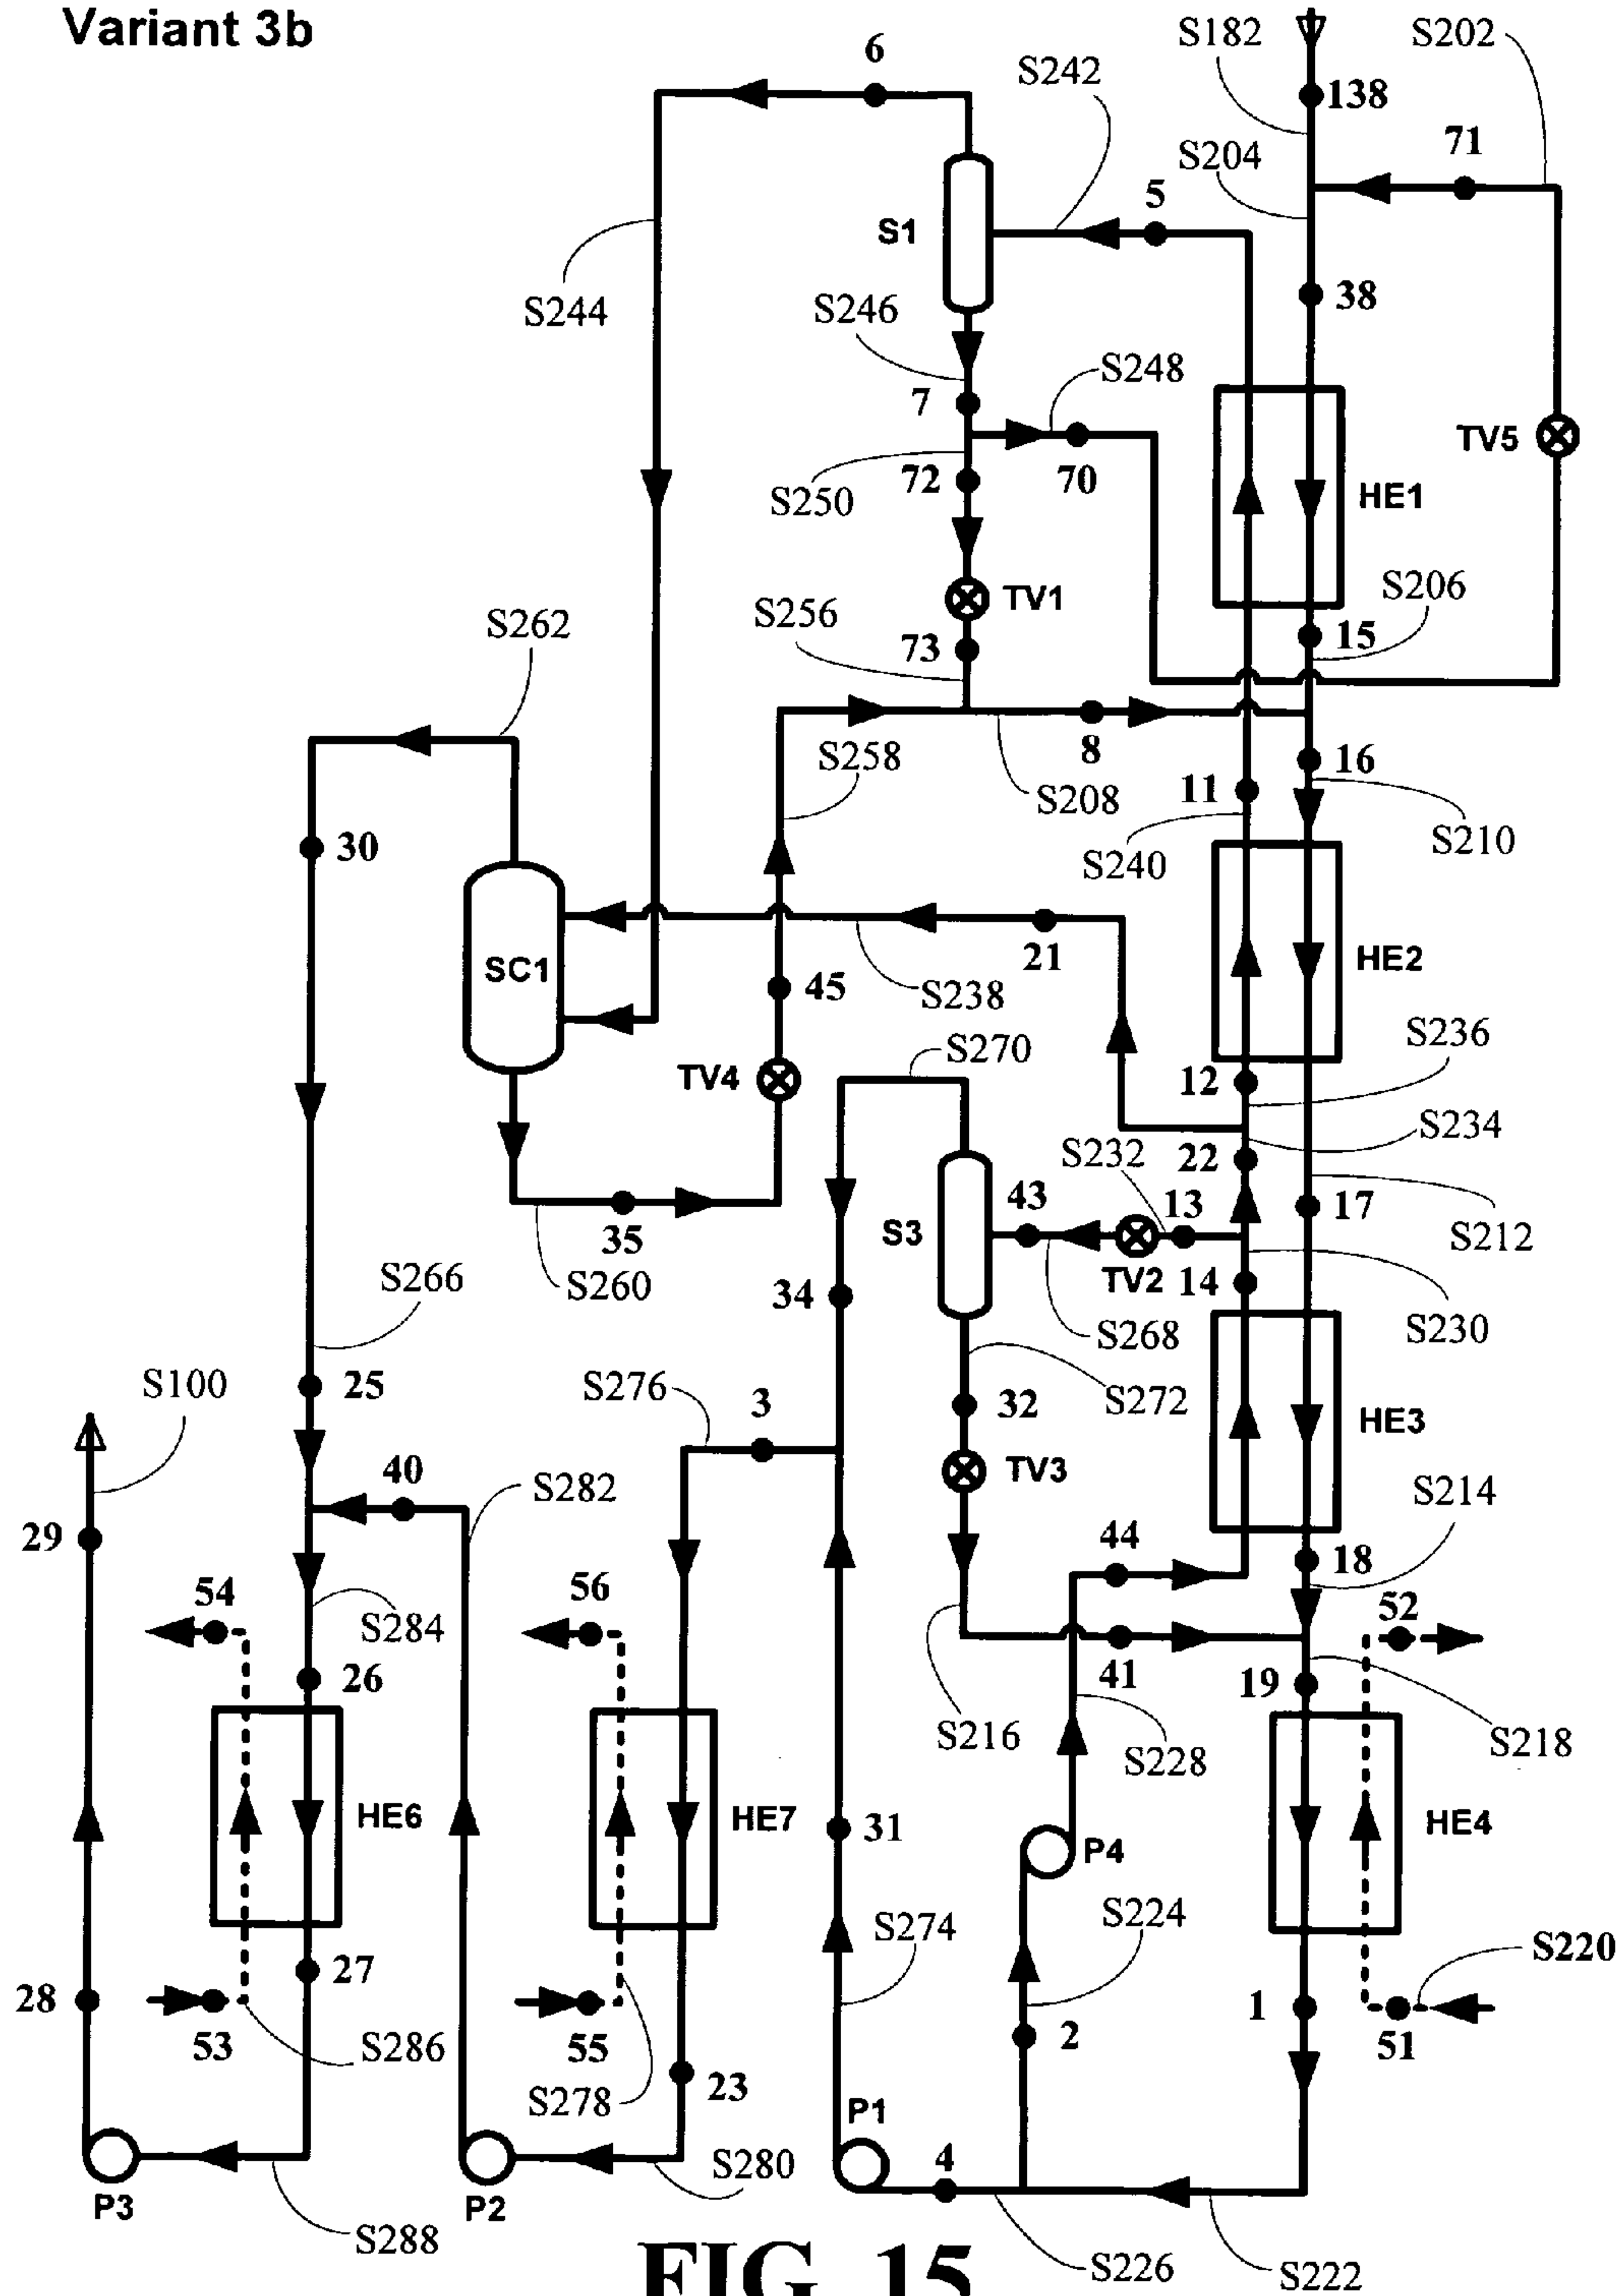 Variant 3b
6
S242
S182
S202
138
71
S204
5
S1
38
S244
S246
S248
7
TV5
72
70
S250
HE1
TV1
S206
S256
73
15
S262
S258
8
16
11
S208
30
S240
S210
SC1
21
HE2
45
S238
S236
S270
TV4
12
S234
S232
22
43
13
17
S3
35
S212
TV2
14
S266
S260
34
S268
S230
S100
25
S276
3
32
S272
HE3
TV3
40
S282
S214
29
44
18
54
56
52
S284
26
41
19
S216
S228
S218
HE6
HE7
31
P4
HE4
S274
S224
S220
28
27
1
2
53
S286
55
51
S278
23
P1
4
S280
P3
P2
S288
S226
S222
FIG. 15